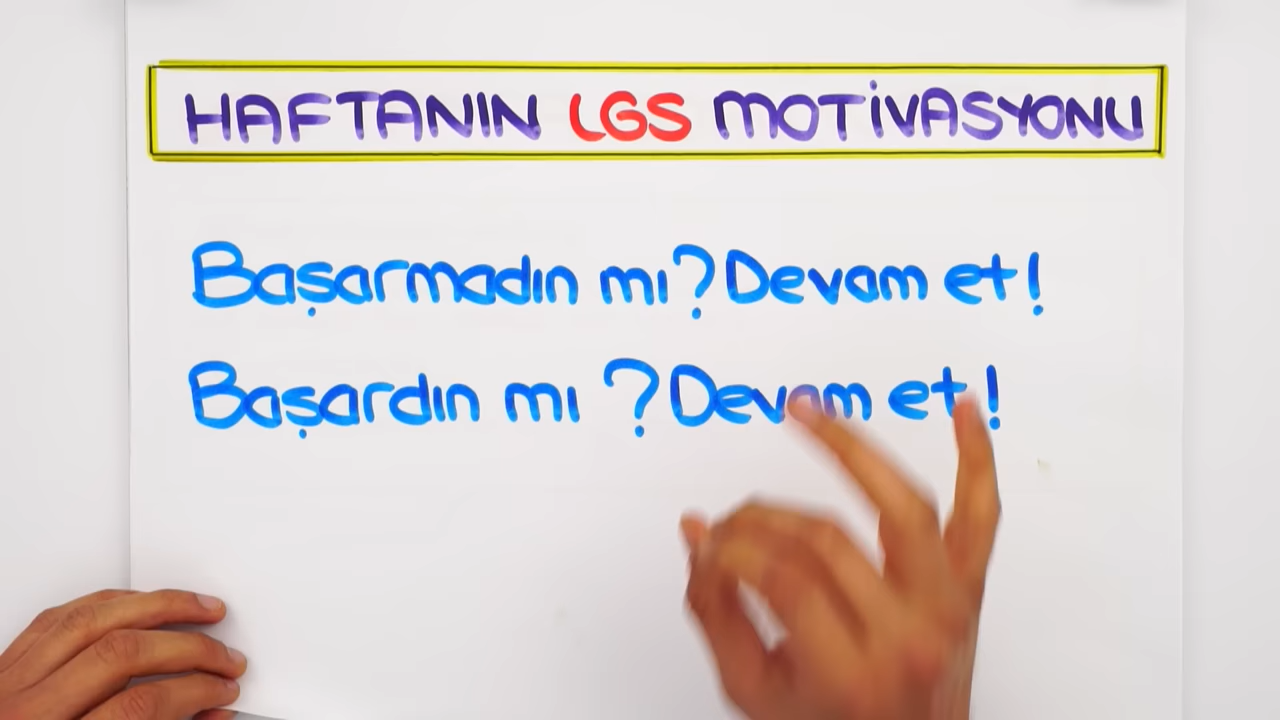 HAFTANIN LGS MOTİVASYONU
Başarmadın mı? Devam et!
Başardın mı? Devam et!